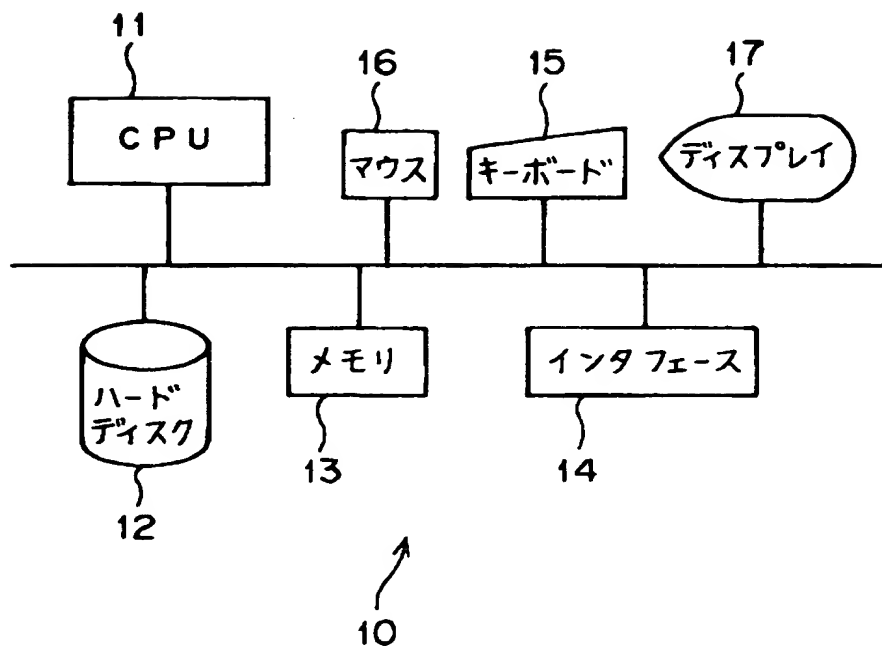 11
16
15
17
CPU
マウス
キーボード
ディスプレイ
ハード
ディスク
メモリ
インタフェース
12
13
14
10